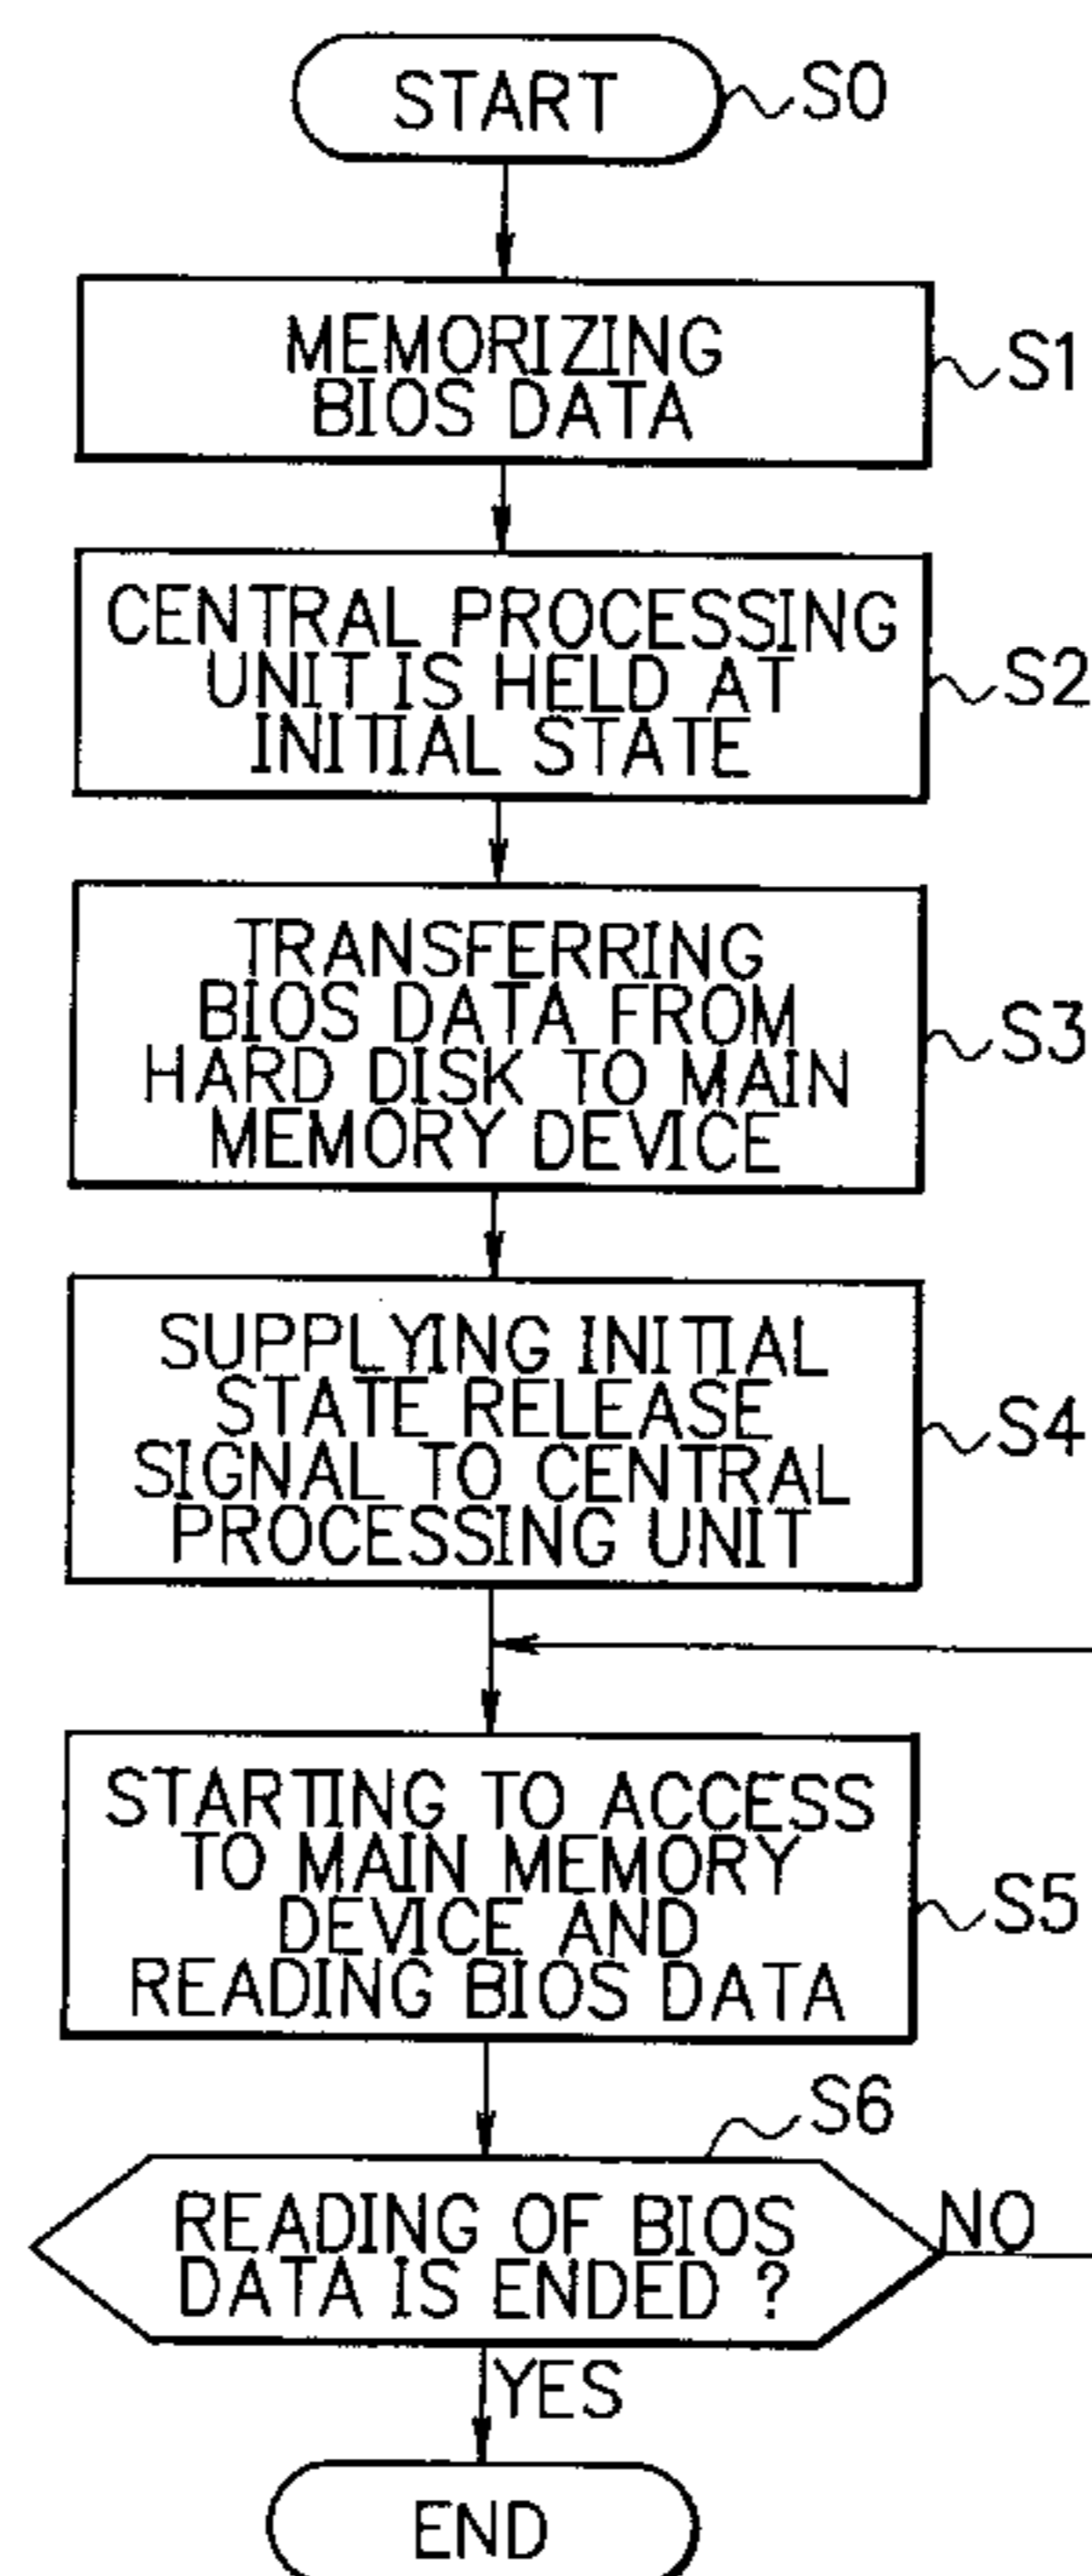 START
S0
MEMORIZING
BIOS DATA
S1
CENTRAL PROCESSING
UNIT IS HELD AT
INITIAL STATE
S2
TRANSFERRING
BIOS DATA FROM
HARD DISK TO MAIN
MEMORY DEVICE
S3
SUPPLYING INITIAL
STATE RELEASE
SIGNAL TO CENTRAL
PROCESSING UNIT
S4
STARTING TO ACCESS
TO MAIN MEMORY
DEVICE AND
READING BIOS DATA
S5
S6
READING OF BIOS
DATA IS ENDED ?
NO
YES
END